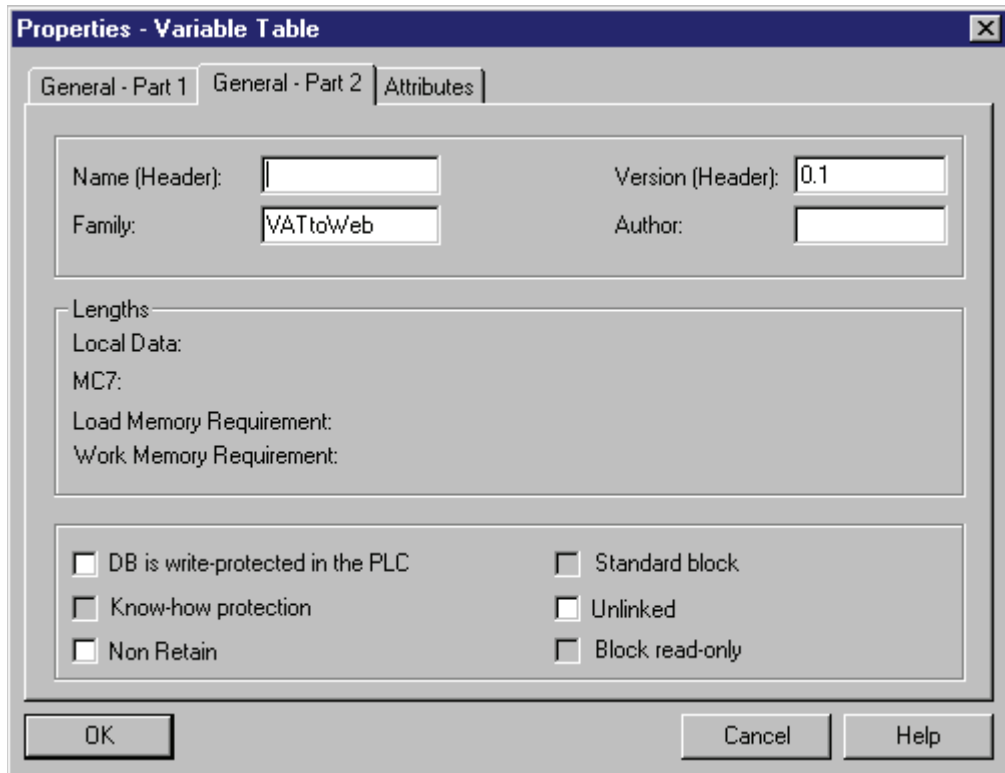 Properties - Variable Table
General - Part 1 General - Part 2 Attributes
Name (Header): Version (Header): 0.1
Family: VATtoWeb Author:
Lengths
Local Data:
MC7:
Load Memory Requirement:
Work Memory Requirement:
DB is write-protected in the PLC Standard block
Know-how protection Unlinked
Non Retain Block read-only
OK Cancel Help